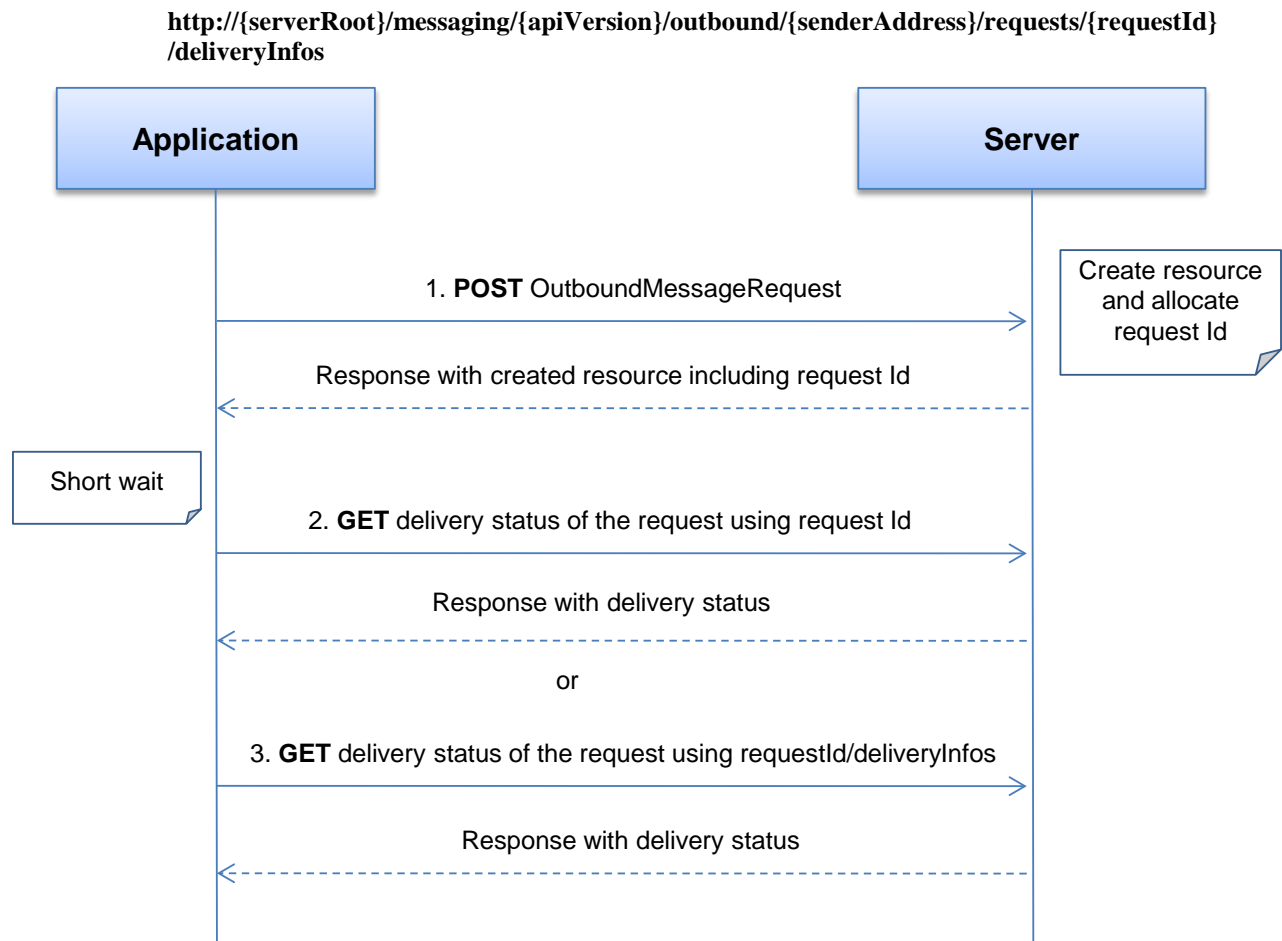 http://{serverRoot}/messaging/{apiVersion}/outbound/{senderAddress}/requests/{requestId}
/deliveryInfos
Application
Server
Create resource
and allocate
request Id
1. POST OutboundMessageRequest
Response with created resource including request Id
Short wait
2. GET delivery status of the request using request Id
Response with delivery status
or
3. GET delivery status of the request using requestId/deliveryInfos
Response with delivery status